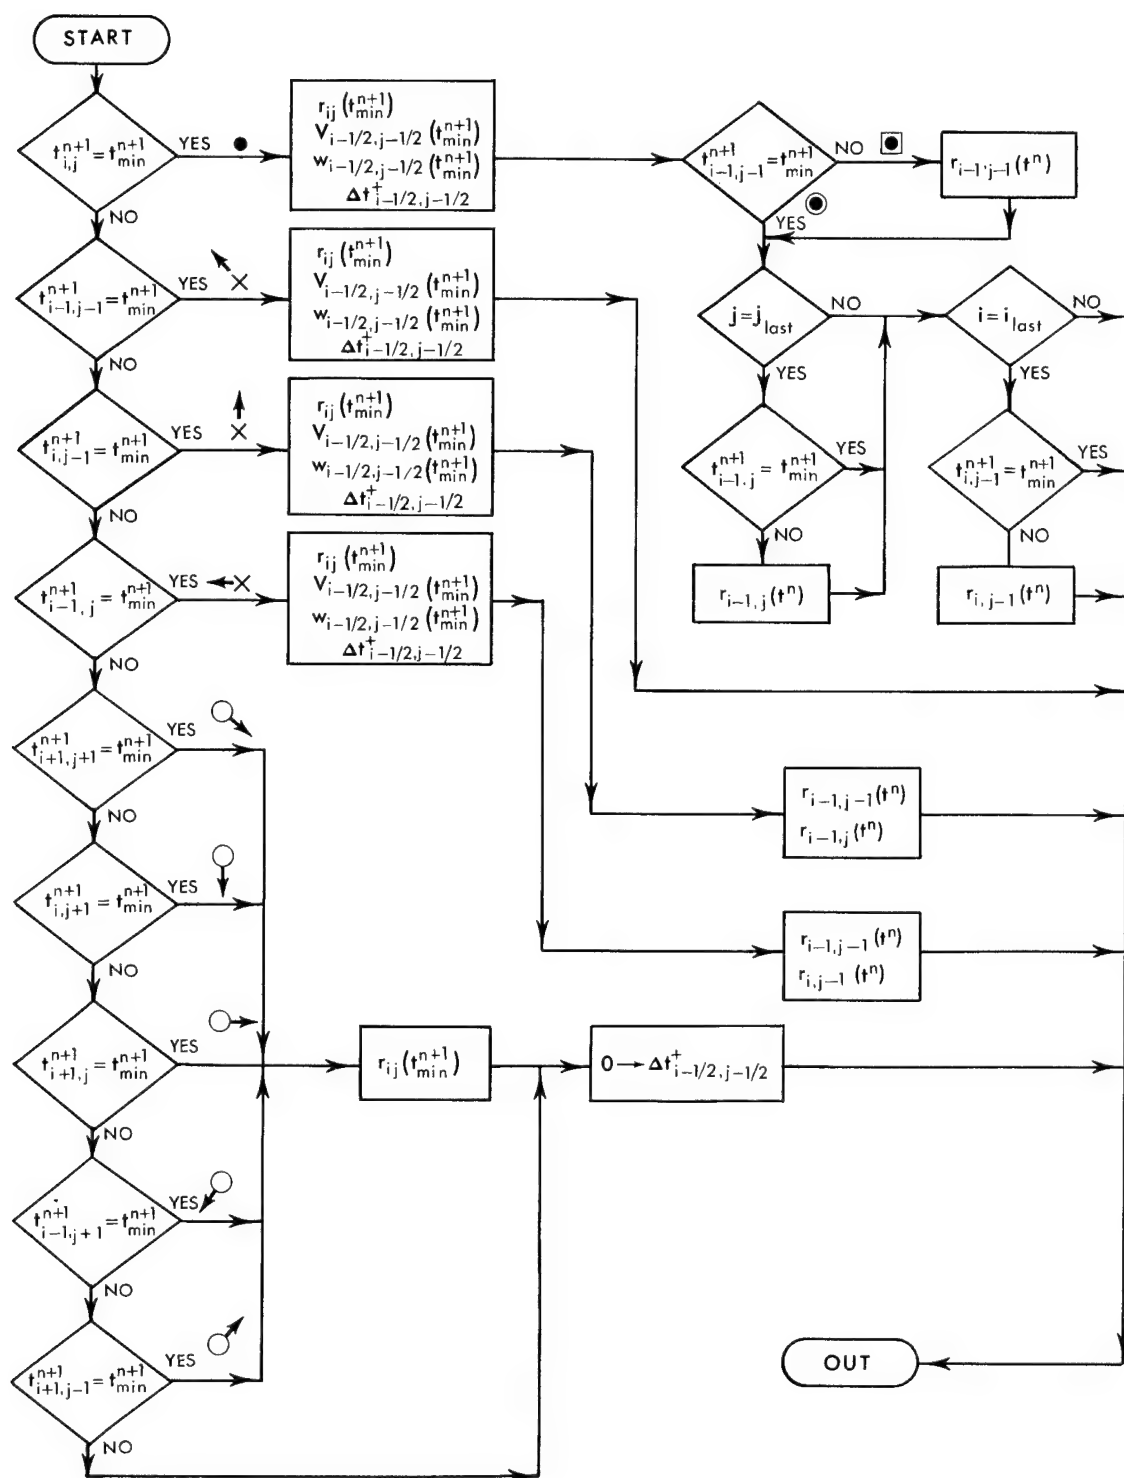 START
t^{n+1}_{i,j} = t^{n+1}_{min}
YES
NO
r_{ij} (t^{n+1}_{min})
V_{i-1/2, j-1/2} (t^{n+1}_{min})
w_{i-1/2, j-1/2} (t^{n+1}_{min})
Δt^{+}_{i-1/2, j-1/2}
t^{n+1}_{i-1, j-1} = t^{n+1}_{min}
NO
YES
r_{i-1, j-1} (t^n)
j = j_{last}
NO
YES
i = i_{last}
NO
YES
t^{n+1}_{i-1, j} = t^{n+1}_{min}
YES
NO
t^{n+1}_{i, j-1} = t^{n+1}_{min}
YES
NO
r_{i-1, j} (t^n)
r_{i, j-1} (t^n)
t^{n+1}_{i-1, j-1} = t^{n+1}_{min}
YES
NO
r_{ij} (t^{n+1}_{min})
V_{i-1/2, j-1/2} (t^{n+1}_{min})
w_{i-1/2, j-1/2} (t^{n+1}_{min})
Δt^{+}_{i-1/2, j-1/2}
t^{n+1}_{i, j-1} = t^{n+1}_{min}
YES
NO
r_{ij} (t^{n+1}_{min})
V_{i-1/2, j-1/2} (t^{n+1}_{min})
w_{i-1/2, j-1/2} (t^{n+1}_{min})
Δt^{+}_{i-1/2, j-1/2}
r_{i-1, j-1} (t^n)
r_{i-1, j} (t^n)
t^{n+1}_{i-1, j} = t^{n+1}_{min}
YES
NO
r_{ij} (t^{n+1}_{min})
V_{i-1/2, j-1/2} (t^{n+1}_{min})
w_{i-1/2, j-1/2} (t^{n+1}_{min})
Δt^{+}_{i-1/2, j-1/2}
r_{i-1, j-1} (t^n)
r_{i, j-1} (t^n)
t^{n+1}_{i+1, j+1} = t^{n+1}_{min}
YES
NO
t^{n+1}_{i, j+1} = t^{n+1}_{min}
YES
NO
t^{n+1}_{i+1, j} = t^{n+1}_{min}
YES
NO
r_{ij} (t^{n+1}_{min})
0 → Δt^{+}_{i-1/2, j-1/2}
t^{n+1}_{i-1, j+1} = t^{n+1}_{min}
YES
NO
t^{n+1}_{i+1, j-1} = t^{n+1}_{min}
YES
NO
OUT